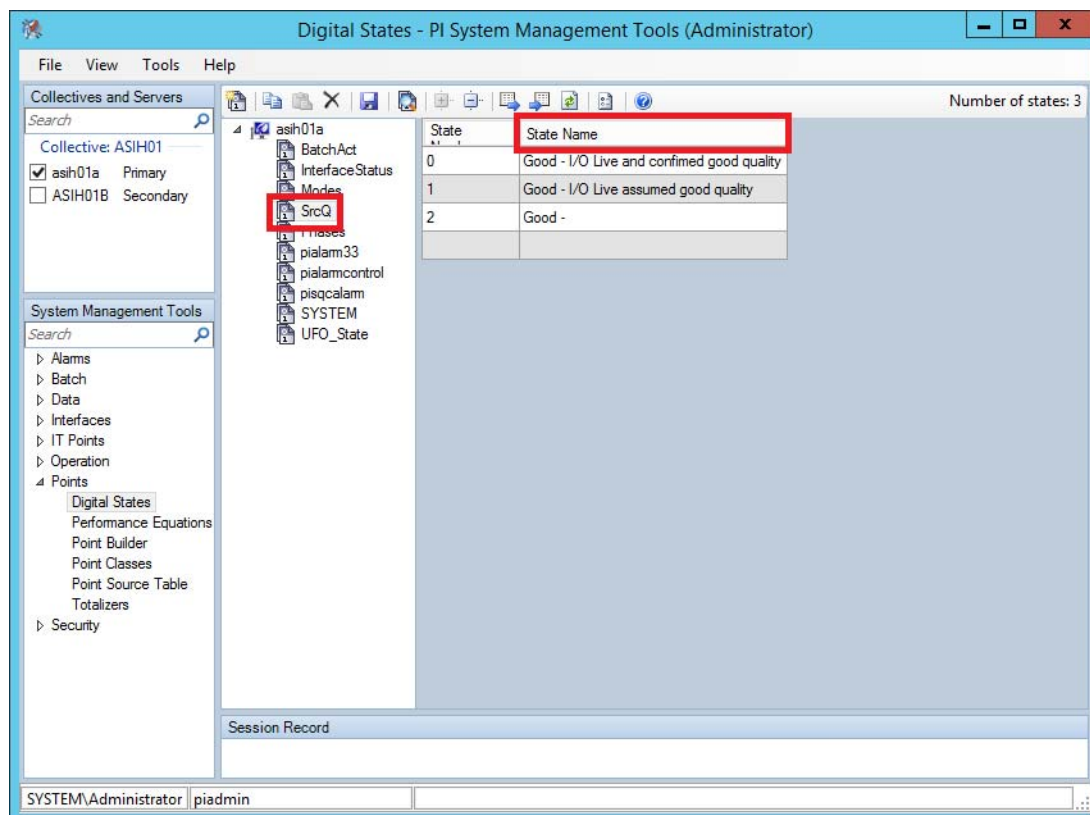 Digital States - PI System Management Tools (Administrator)
File View Tools Help
Collectives and Servers
Search
Collective: ASIH01
asih01a Primary
ASIH01B Secondary
System Management Tools
Search
Alarms
Batch
Data
Interfaces
IT Points
Operation
Points
Digital States
Performance Equations
Point Builder
Point Classes
Point Source Table
Totalizers
Security
Number of states: 3
asih01a
BatchAct
InterfaceStatus
Modes
SrcQ
Phases
pialarm33
pialarmcontrol
pisqcalarm
SYSTEM
UFO_State
State
State Name
0 Good - I/O Live and confimed good quality
1 Good - I/O Live assumed good quality
2 Good -
Session Record
SYSTEM\Administrator piadmin